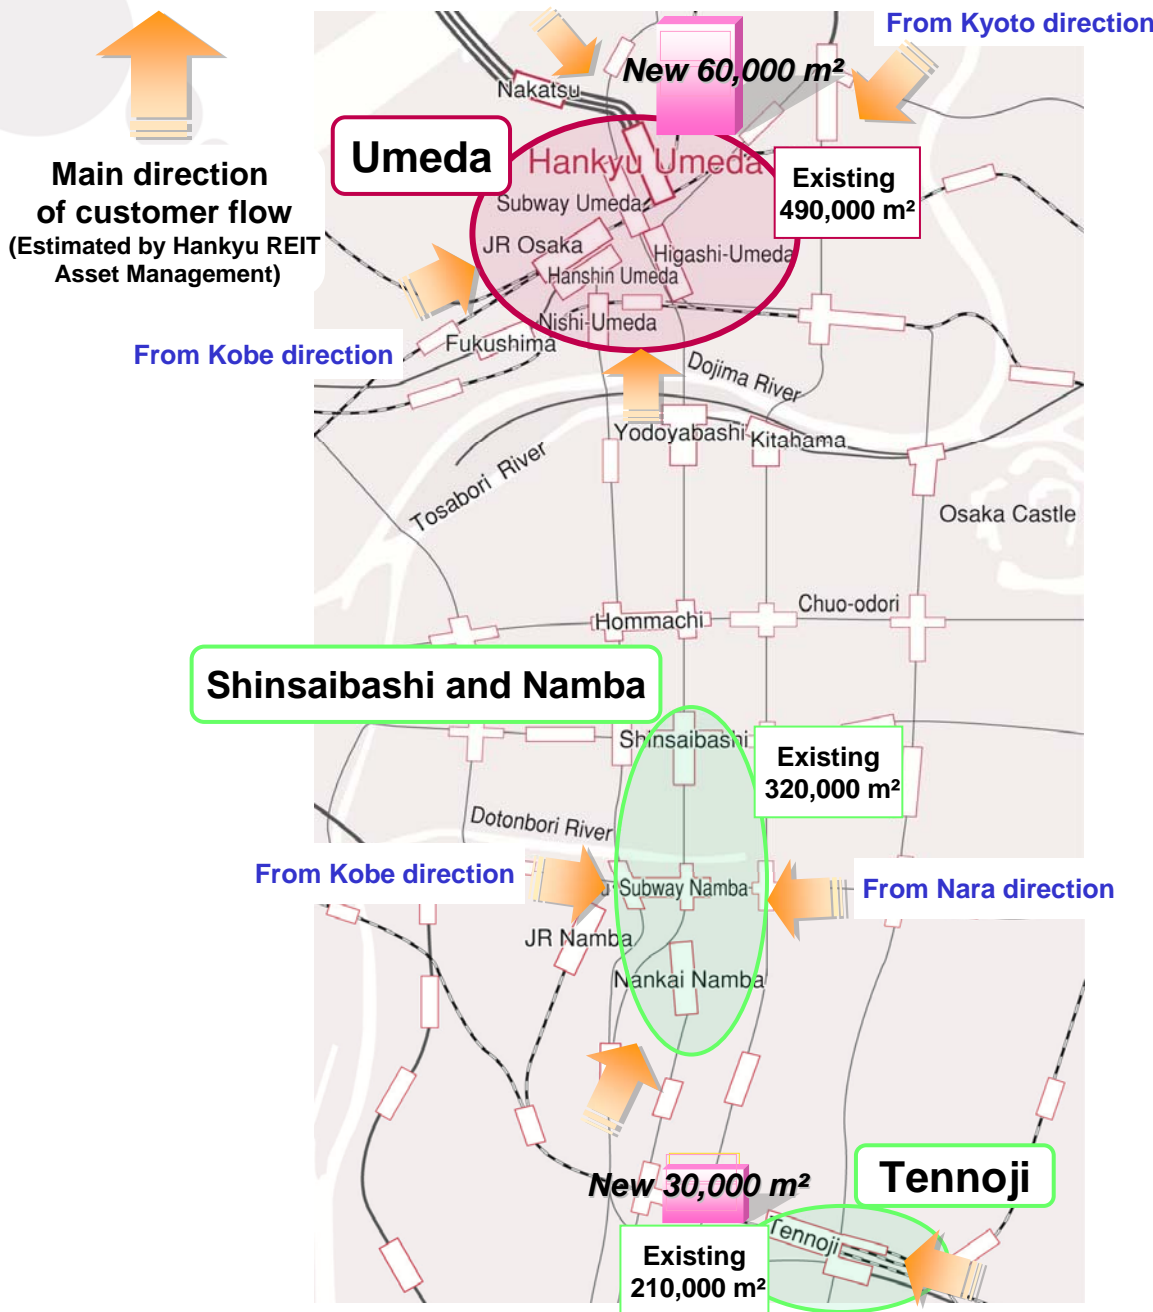 From Kyoto direction
New 60,000 m²
Nakatsu
Umeda
Hankyu Umeda
Main direction
of customer flow
(Estimated by Hankyu REIT
Asset Management)
Existing
490,000 m²
Subway Umeda
JR Osaka
Higashi-Umeda
Hanshin Umeda
Nishi-Umeda
Fukushima
From Kobe direction
Dojima River
Yodoyabashi
Kitahama
Tosabori River
Osaka Castle
Chuo-odori
Hommachi
Shinsaibashi and Namba
Shinsaibashi
Existing
320,000 m²
Dotonbori River
From Kobe direction
Subway Namba
From Nara direction
JR Namba
Nankai Namba
New 30,000 m²
Tennoji
Tennoji
Existing
210,000 m²